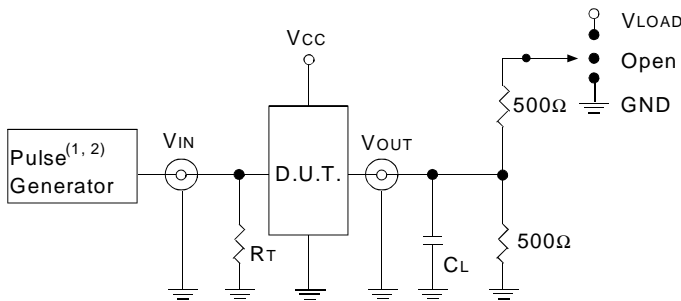 VLOAD
Open
GND
VCC
500Ω
Pulse(1, 2)
Generator
VIN
D.U.T.
VOUT
RT
CL
500Ω